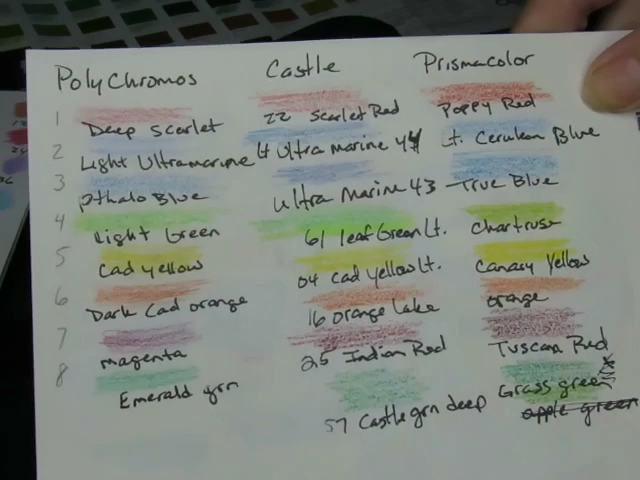 PolyChromos Castle Prismacolor
1 Deep Scarlet 22 Scarlet Red Poppy Red
2 Light Ultramarine Lt Ultra marine 44 Lt. Cerulean Blue
3 pthalo Blue Ultra Marine 43 True Blue
4 Light Green 61 leaf Green Lt. Chartruse
5 Cad yellow 04 Cad Yellow Lt. Canary Yellow
6 Dark Cad orange 16 orange Lake orange
7 magenta 25 Indian Red Tuscan Red
8 Emerald grn 57 Castle grn deep Grass green
apple green